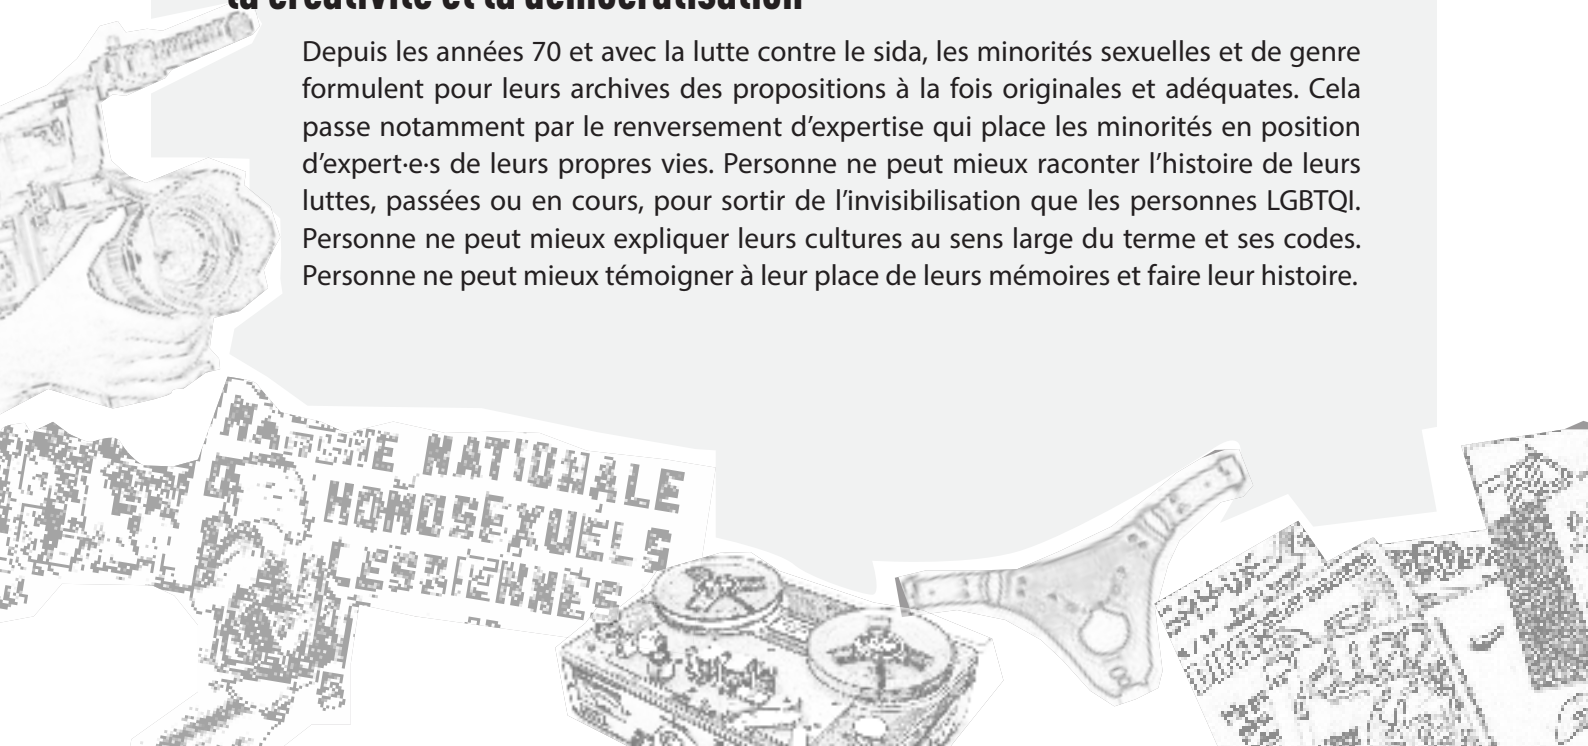 la créativité et la démocratisation
Depuis les années 70 et avec la lutte contre le sida, les minorités sexuelles et de genre
formulent pour leurs archives des propositions à la fois originales et adéquates. Cela
passe notamment par le renversement d’expertise qui place les minorités en position
d’expert·e·s de leurs propres vies. Personne ne peut mieux raconter l’histoire de leurs
luttes, passées ou en cours, pour sortir de l’invisibilisation que les personnes LGBTQI.
Personne ne peut mieux expliquer leurs cultures au sens large du terme et ses codes.
Personne ne peut mieux témoigner à leur place de leurs mémoires et faire leur histoire.
NATIONALE
HOMOSEXUELS
LESBIENNES